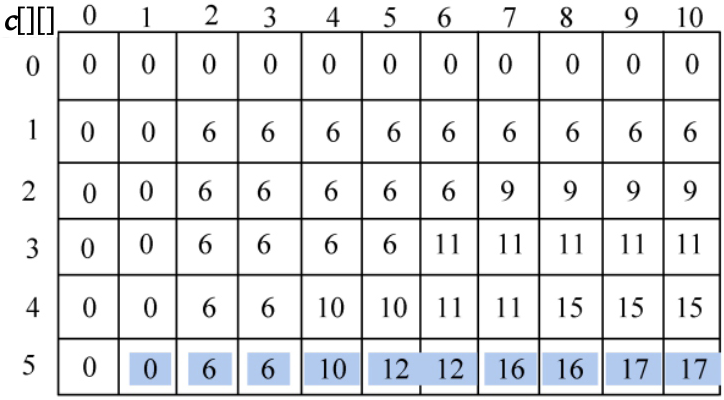 c[][] 0 1 2 3 4 5 6 7 8 9 10
0 0 0 0 0 0 0 0 0 0 0 0
1 0 0 6 6 6 6 6 6 6 6 6
2 0 0 6 6 6 6 6 9 9 9 9
3 0 0 6 6 6 6 11 11 11 11 11
4 0 0 6 6 10 10 11 11 15 15 15
5 0 0 6 6 10 12 12 16 16 17 17